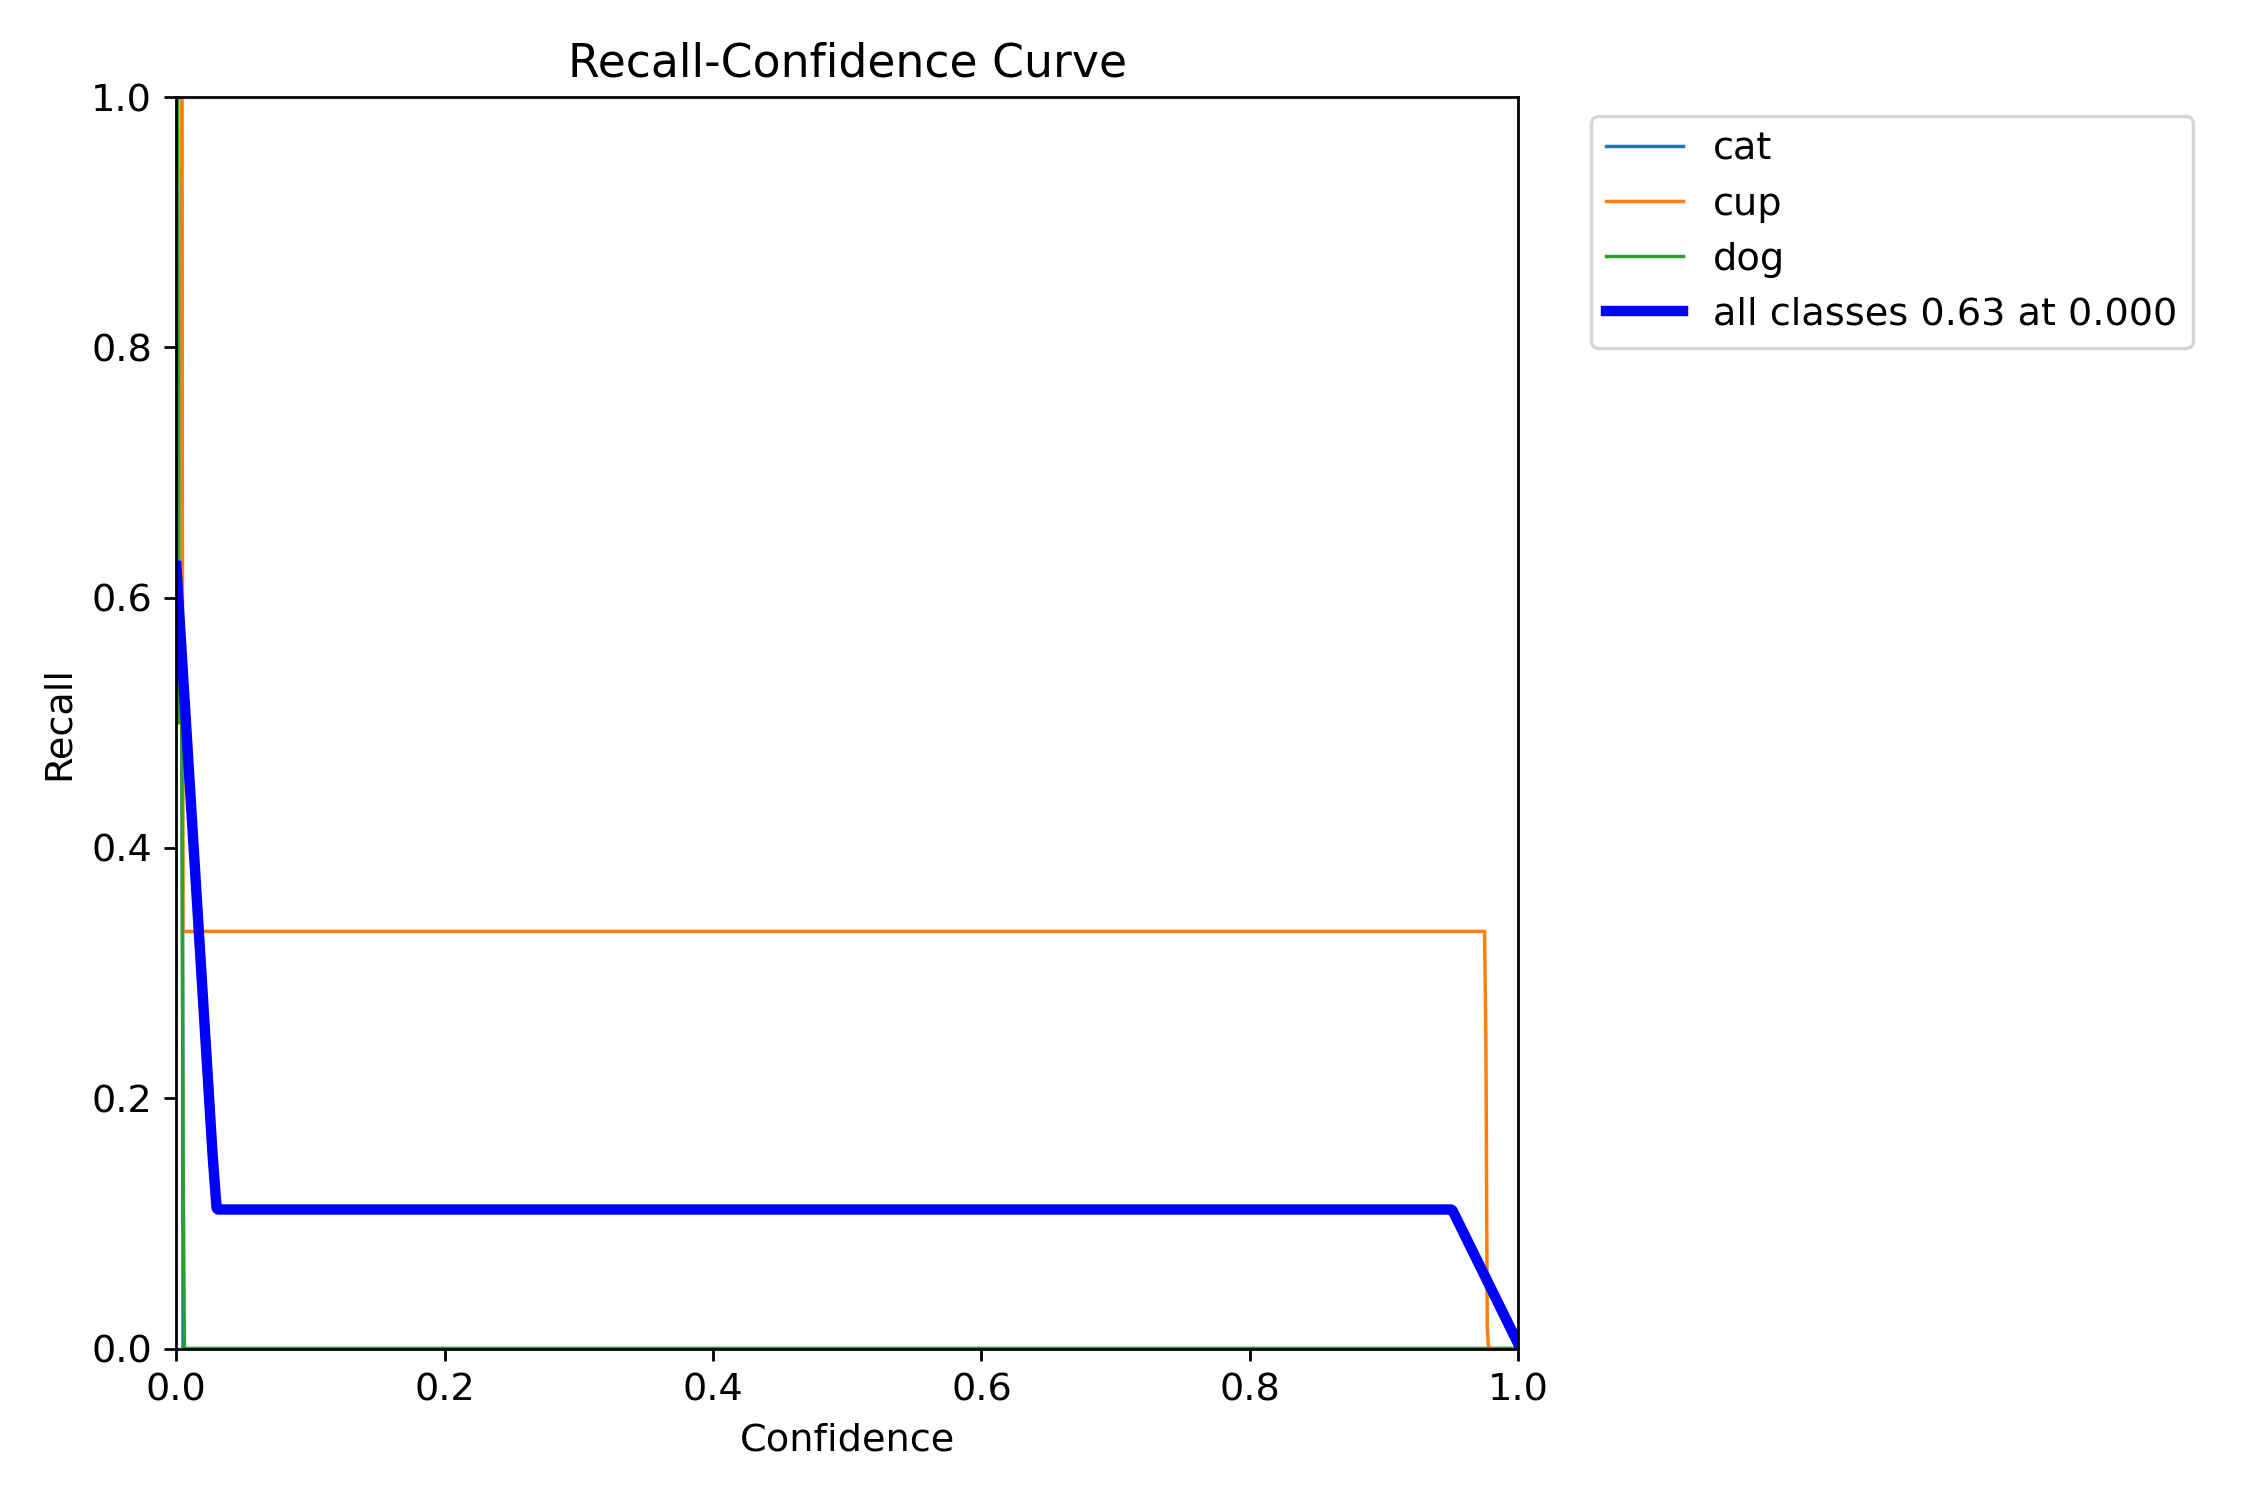 Recall-Confidence Curve
1.0
0.8
0.6
0.4
0.2
0.0
Recall
0.0 0.2 0.4 0.6 0.8 1.0
Confidence
cat
cup
dog
all classes 0.63 at 0.000